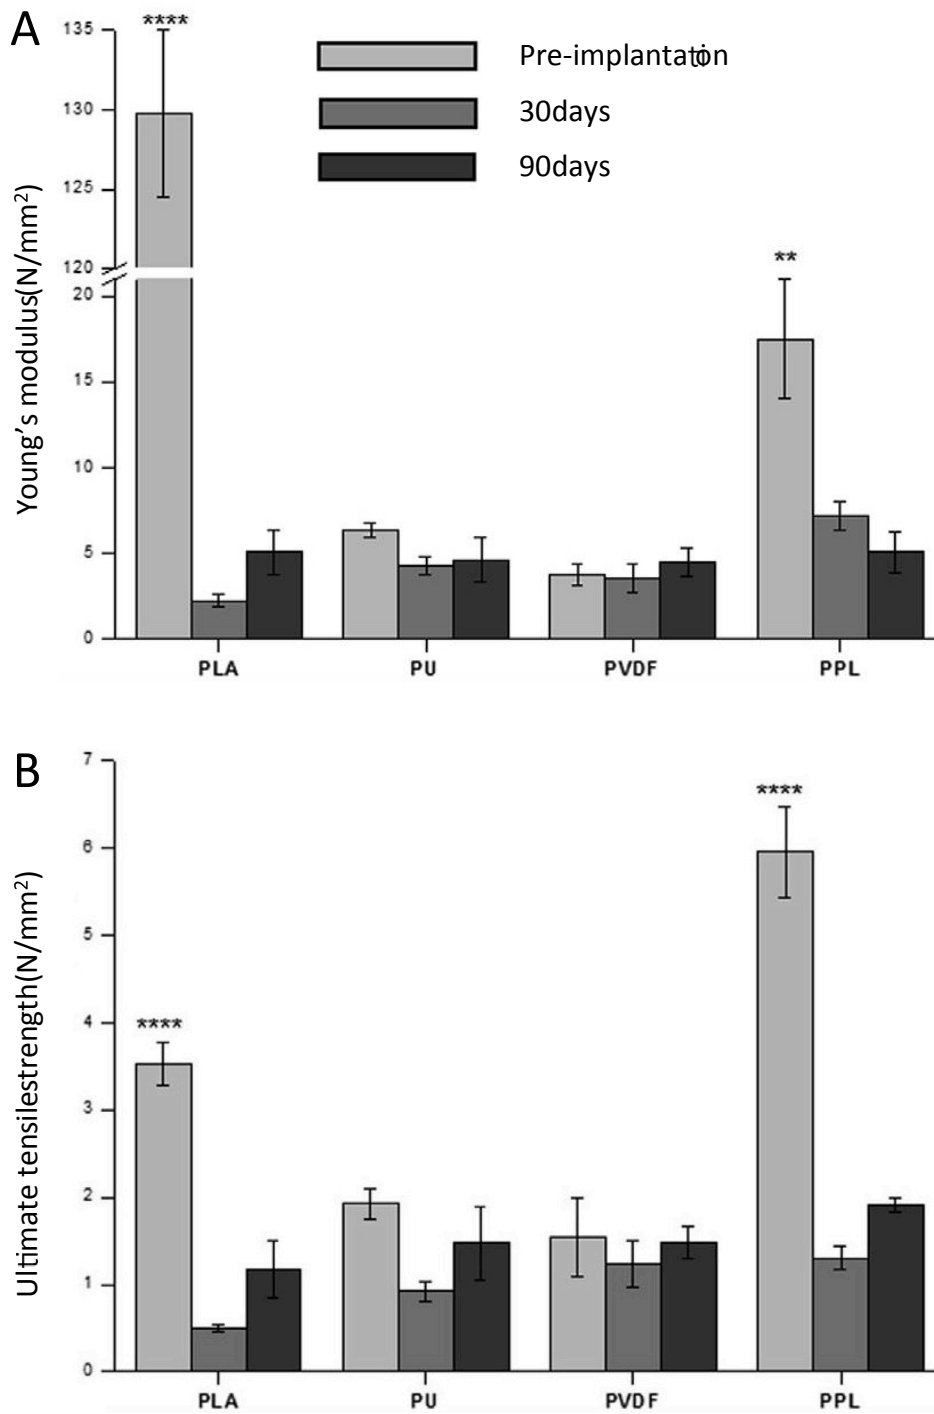 A
****
135
130
125
120
20
15
10
5
0
Young's modulus(N/mm²)
Pre-implantation
30days
90days
**
PLA PU PVDF PPL
B
7
6
5
4
3
2
1
0
Ultimate tensilestrength(N/mm²)
****
****
PLA PU PVDF PPL